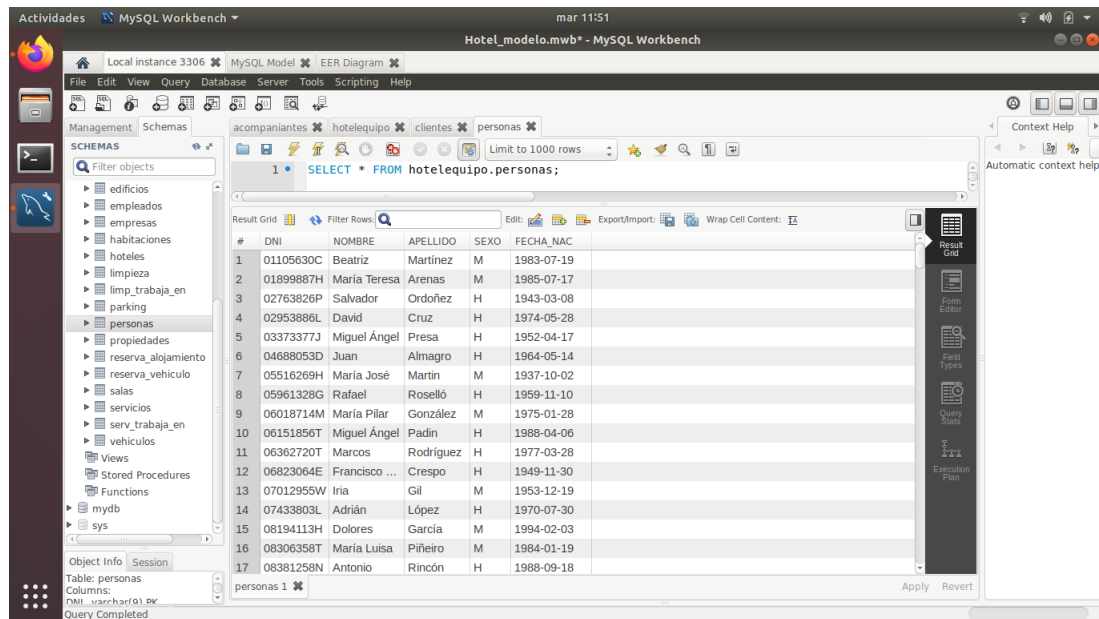 Actividades MySQL Workbench mar 11:51
Hotel_modelo.mwb* - MySQL Workbench
Local instance 3306 MySQL Model EER Diagram
File Edit View Query Database Server Tools Scripting Help
Management Schemas acompaniantes hotelequipo clientes personas Context Help
SCHEMAS Limit to 1000 rows
Filter objects 1 SELECT * FROM hotelequipo.personas; Automatic context help
edificios
empleados
empresas
habitaciones
hoteles
limpieza
limp_trabaja_en
parking
personas
propiedades
reserva_alojamiento
reserva_vehiculo
salas
servicios
serv_trabaja_en
vehiculos
Views
Stored Procedures
Functions
mydb
sys
Result Grid Filter Rows: Edit: Export/Import: Wrap Cell Content:
# DNI NOMBRE APELLIDO SEXO FECHA_NAC
1 01105630C Beatriz Martínez M 1983-07-19
2 01899887H María Teresa Arenas M 1985-07-17
3 02763826P Salvador Ordoñez H 1943-03-08
4 02953886L David Cruz H 1974-05-28
5 03373377J Miguel Ángel Presa H 1952-04-17
6 04688053D Juan Almagro H 1964-05-14
7 05516269H María José Martin M 1937-10-02
8 05961328G Rafael Roselló H 1959-11-10
9 06018714M María Pilar González M 1975-01-28
10 06151856T Miguel Ángel Padin H 1988-04-06
11 06362720T Marcos Rodríguez H 1977-03-28
12 06823064E Francisco ... Crespo H 1949-11-30
13 07012955W Iria Gil M 1953-12-19
14 07433803L Adrián López H 1970-07-30
15 08194113H Dolores García M 1994-02-03
16 08306358T María Luisa Piñeiro M 1984-01-19
17 08381258N Antonio Rincón H 1988-09-18
Result Grid
Form Editor
Field Types
Query Stats
Execution Plan
Object Info Session
Table: personas
Columns:
DNI varchar(9) PK
personas 1 Apply Revert
Query Completed